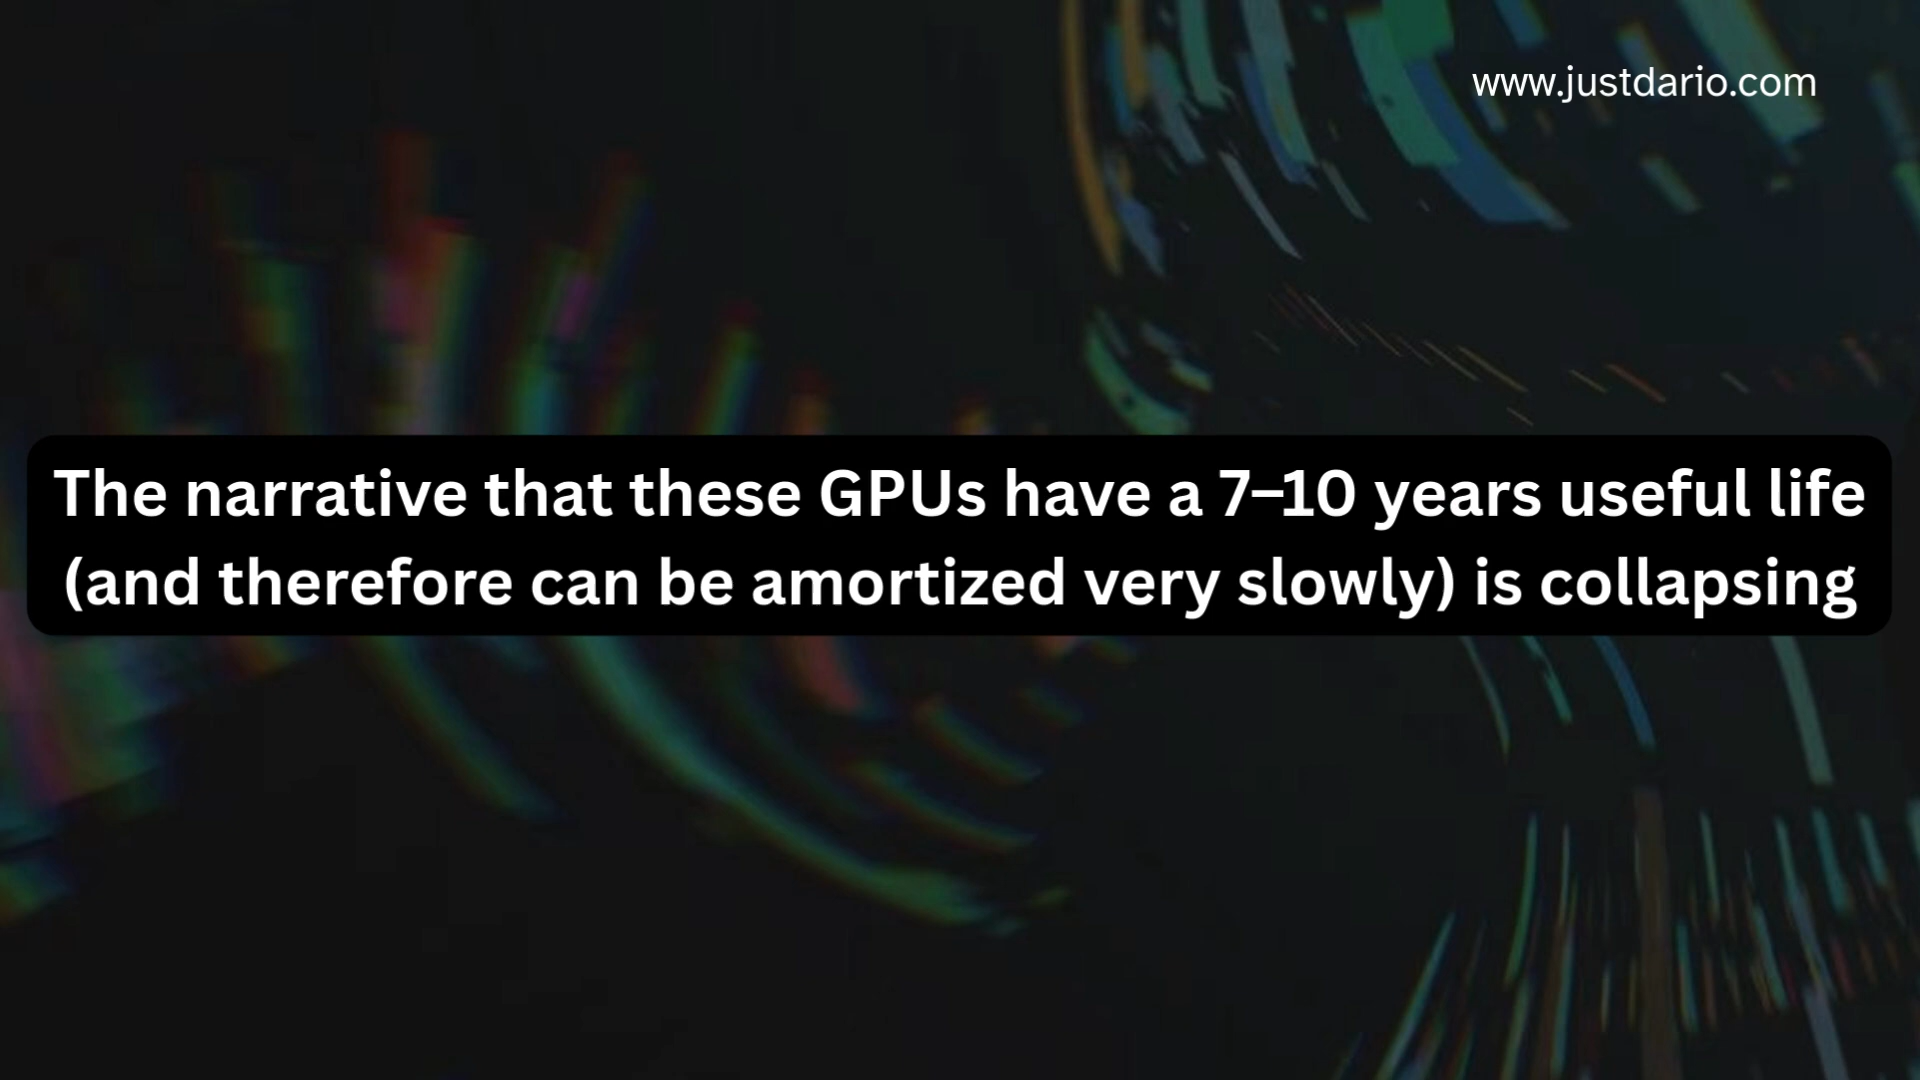 www.justdario.com
The narrative that these GPUs have a 7–10 years useful life
(and therefore can be amortized very slowly) is collapsing